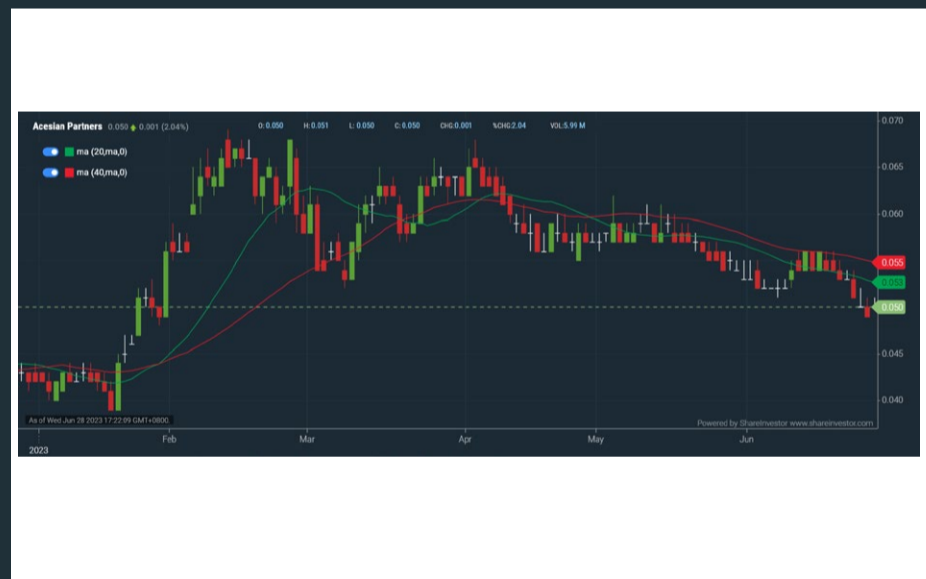 Acesian Partners 0.050 0.001 (2.04%) O: 0.050 H: 0.051 L: 0.050 C: 0.050 CHG:0.001 %CHG:2.04 VOL:5.99 M
ma (20,ma,0)
ma (40,ma,0)
0.070
0.065
0.060
0.055
0.053
0.050
0.045
0.040
As of Wed Jun 28 2023 17:22:09 GMT+0800
Powered by ShareInvestor www.shareinvestor.com
Feb Mar Apr May Jun
2023